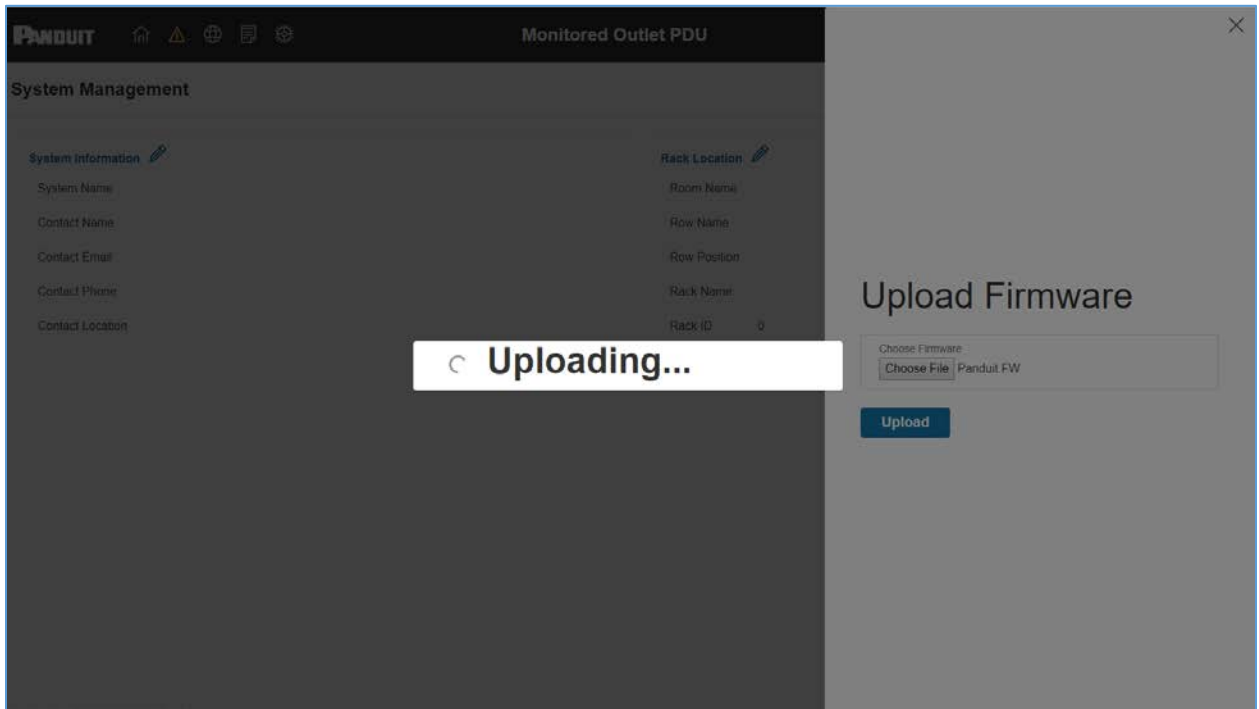 PANDUIT Monitored Outlet PDU
System Management
System Information
System Name
Contact Name
Contact Email
Contact Phone
Contact Location
Rack Location
Room Name
Row Name
Row Position
Rack Name
Rack ID 0
Uploading...
Upload Firmware
Choose Firmware
Choose File Panduit FW
Upload